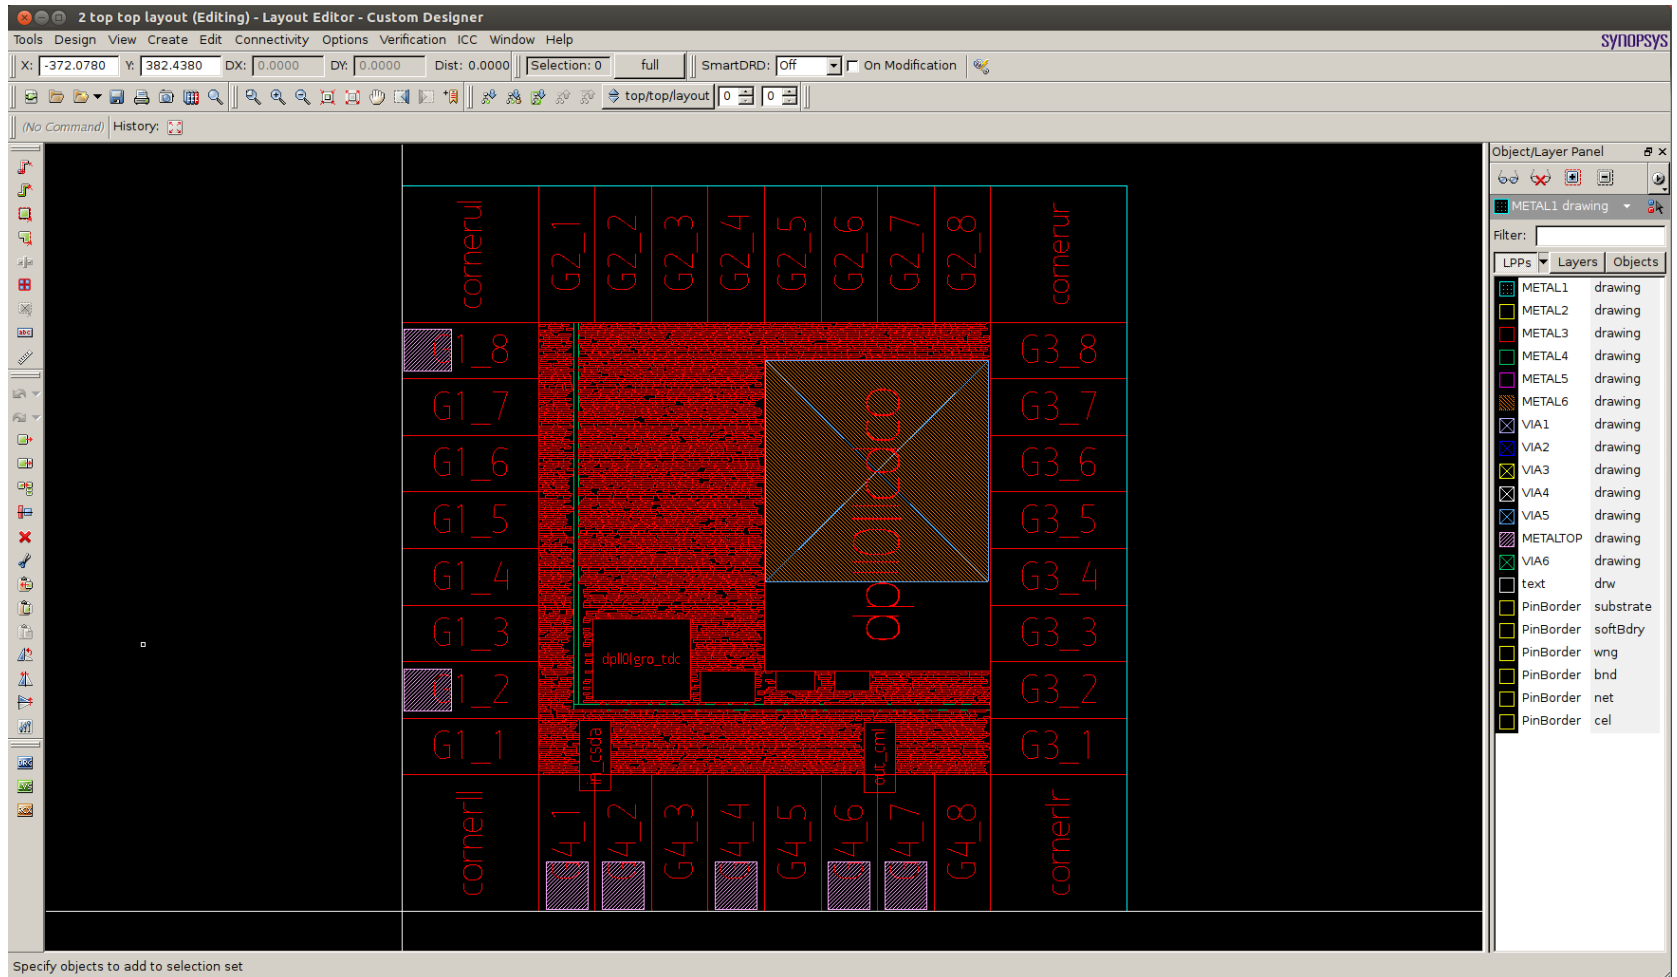 2 top top layout (Editing) - Layout Editor - Custom Designer
Tools Design View Create Edit Connectivity Options Verification ICC Window Help
SYNOPSYS
X: -372.0780 Y: 382.4380 DX: 0.0000 DY: 0.0000 Dist: 0.0000 Selection: 0 full SmartDRD: Off On Modification
top/top/layout 0 0
(No Command) History:
Object/Layer Panel
METAL1 drawing
Filter:
LPPs Layers Objects
METAL1 drawing
METAL2 drawing
METAL3 drawing
METAL4 drawing
METAL5 drawing
METAL6 drawing
VIA1 drawing
VIA2 drawing
VIA3 drawing
VIA4 drawing
VIA5 drawing
METALTOP drawing
VIA6 drawing
text drw
PinBorder substrate
PinBorder softBdry
PinBorder wng
PinBorder bnd
PinBorder net
PinBorder cel
abc
DRC
LVS
cornerul G2_1 G2_2 G2_3 G2_4 G2_5 G2_6 G2_7 G2_8 cornerur
G1_8 G3_8
G1_7 G3_7
G1_6 G3_6
G1_5 G3_5
G1_4 G3_4
G1_3 G3_3
G1_2 G3_2
G1_1 G3_1
dpll0|gro_tdc
in_csda
out_cml
cornerll G4_1 G4_2 G4_3 G4_4 G4_5 G4_6 G4_7 G4_8 cornerlr
Specify objects to add to selection set